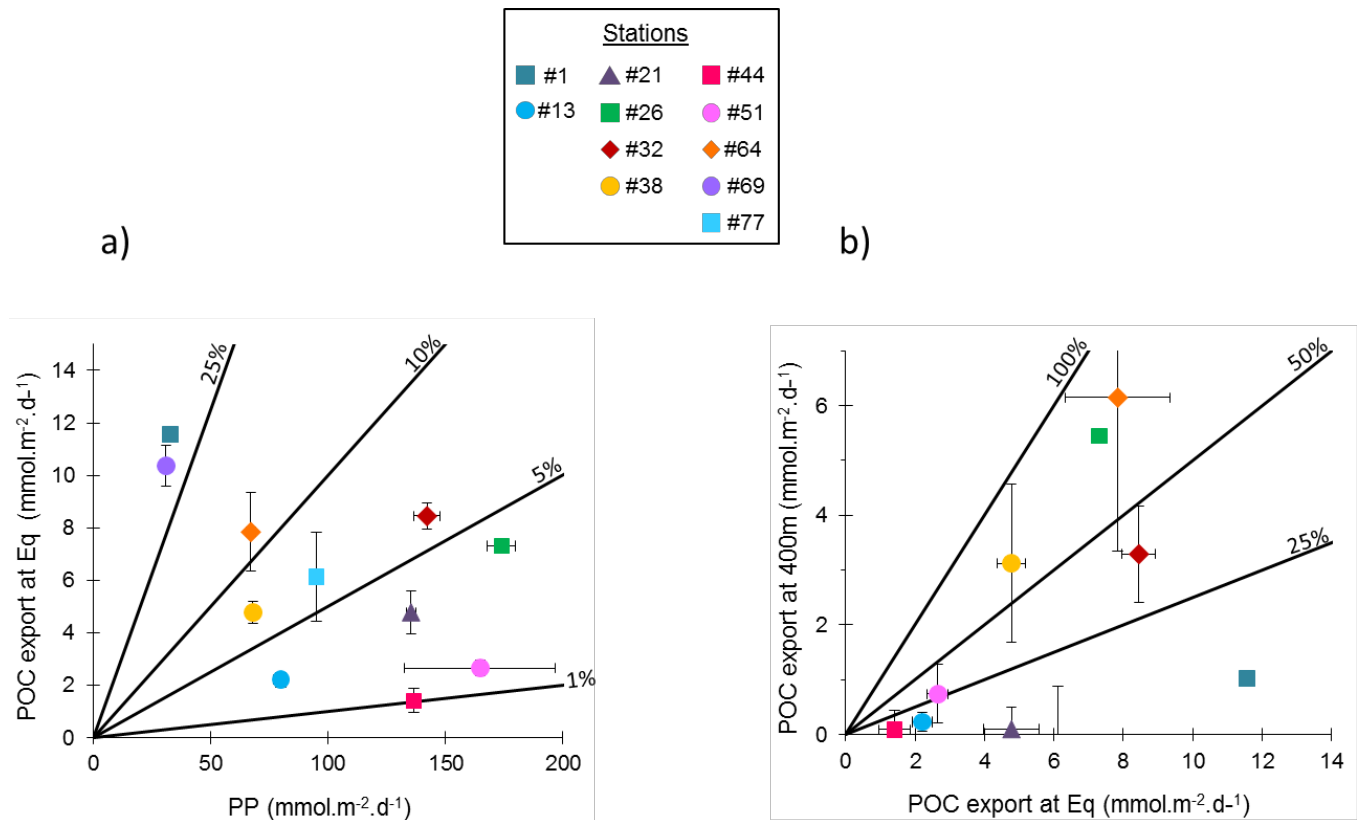 Stations
#1 #21 #44
#13 #26 #51
#32 #64
#38 #69
#77
a)
b)
POC export at Eq (mmol.m⁻².d⁻¹)
14
12
10
8
6
4
2
0
25%
10%
5%
1%
0 50 100 150 200
PP (mmol.m⁻².d⁻¹)
POC export at 400m (mmol.m⁻².d⁻¹)
6
4
2
0
100%
50%
25%
0 2 4 6 8 10 12 14
POC export at Eq (mmol.m⁻².d⁻¹)